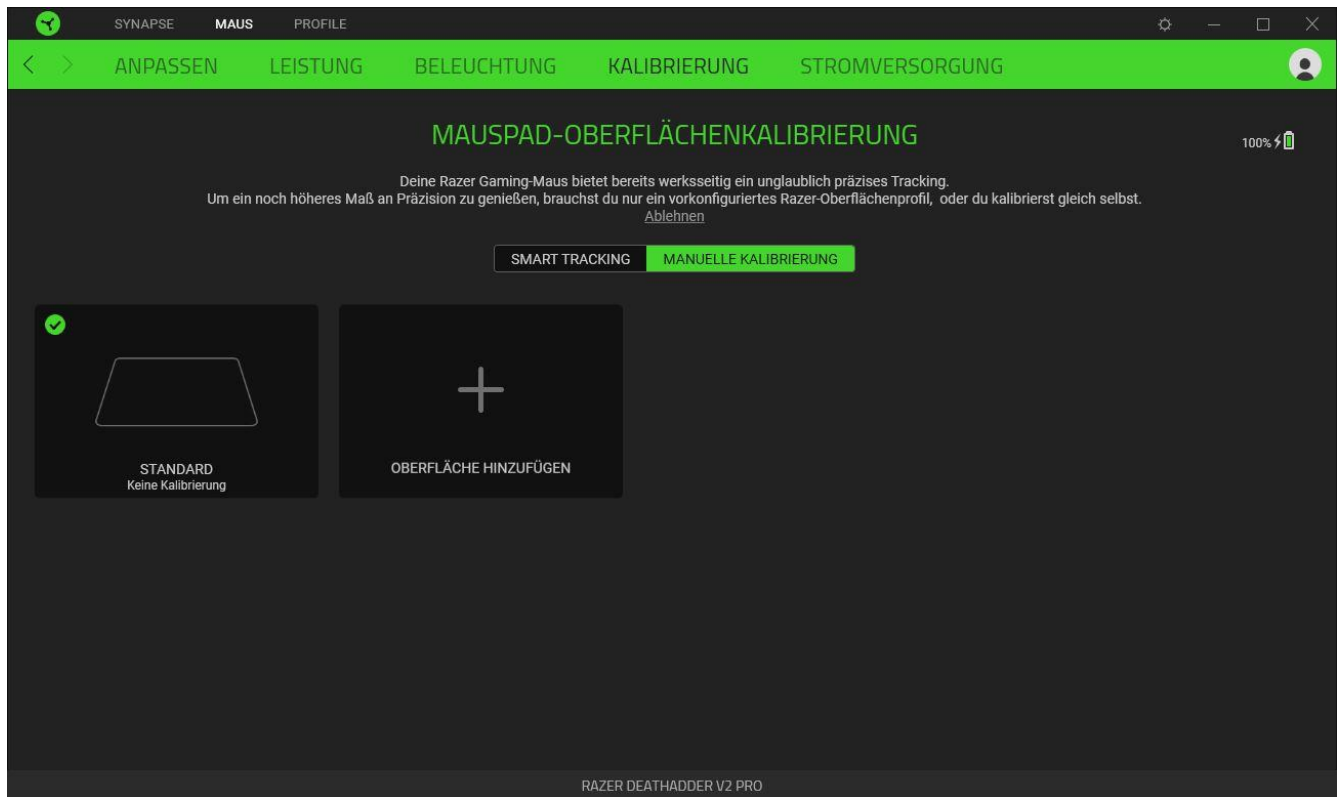 SYNAPSE MAUS PROFILE
ANPASSEN LEISTUNG BELEUCHTUNG KALIBRIERUNG STROMVERSORGUNG
MAUSPAD-OBERFLÄCHENKALIBRIERUNG
100%
Deine Razer Gaming-Maus bietet bereits werksseitig ein unglaublich präzises Tracking.
Um ein noch höheres Maß an Präzision zu genießen, brauchst du nur ein vorkonfiguriertes Razer-Oberflächenprofil, oder du kalibrierst gleich selbst.
Ablehnen
SMART TRACKING MANUELLE KALIBRIERUNG
STANDARD
Keine Kalibrierung
OBERFLÄCHE HINZUFÜGEN
RAZER DEATHADDER V2 PRO